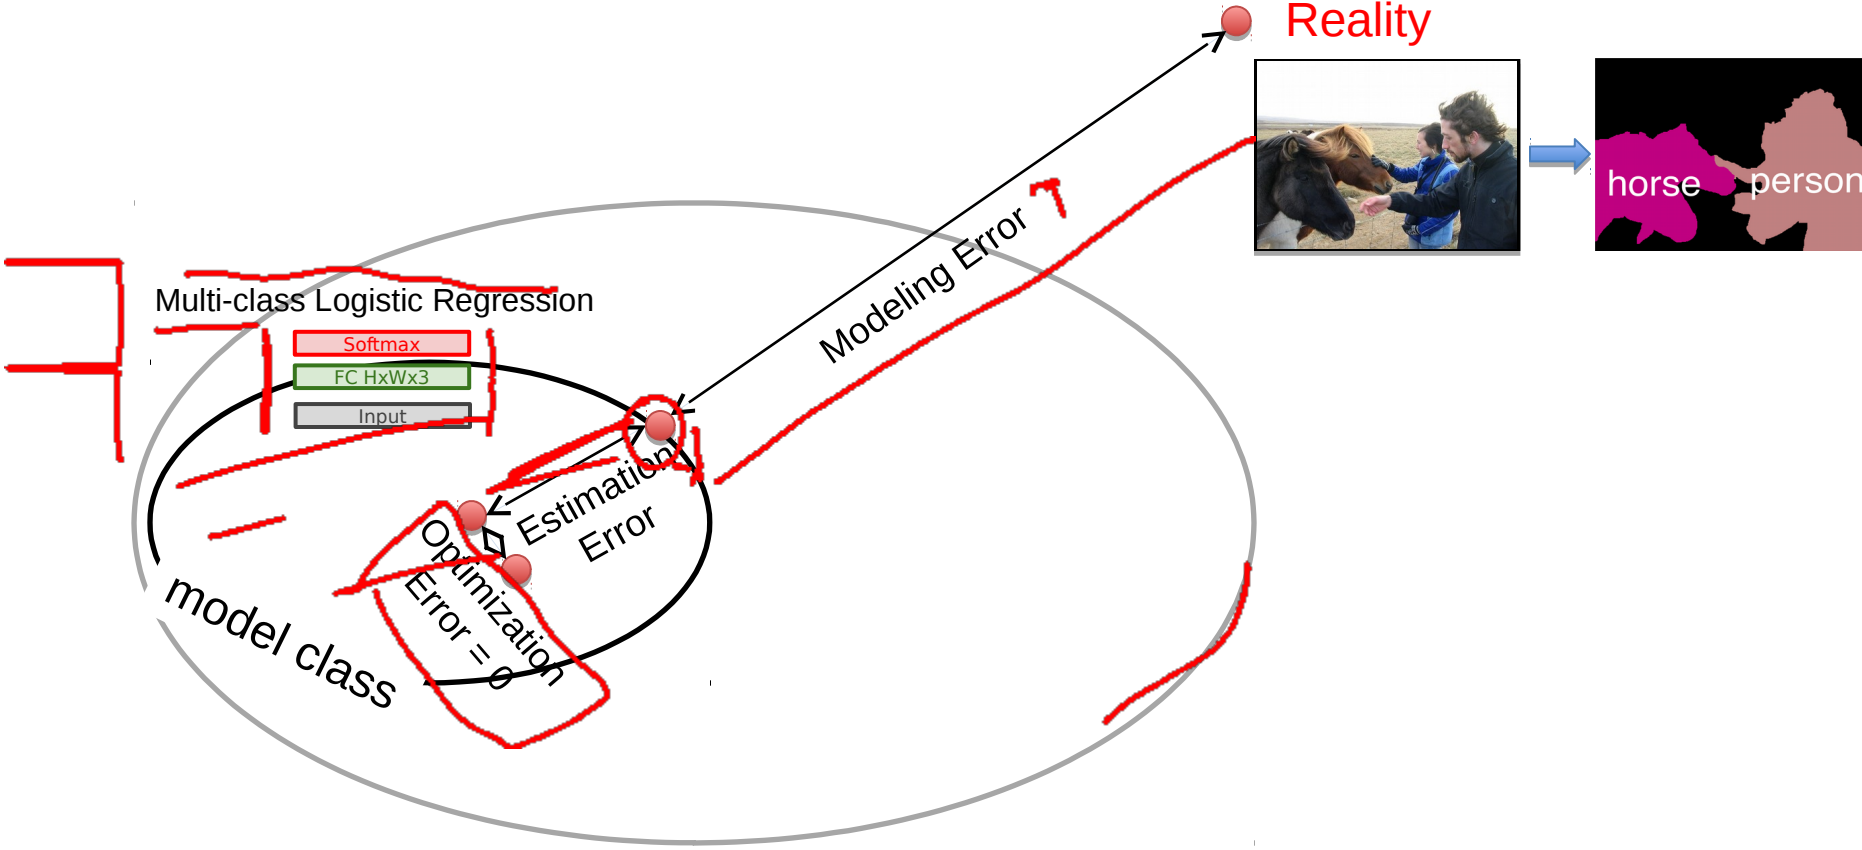 Reality
horse
person
Modeling Error
Multi-class Logistic Regression
Softmax
FC HxWx3
Input
Estimation
Error
Optimization
Error = 0
model class